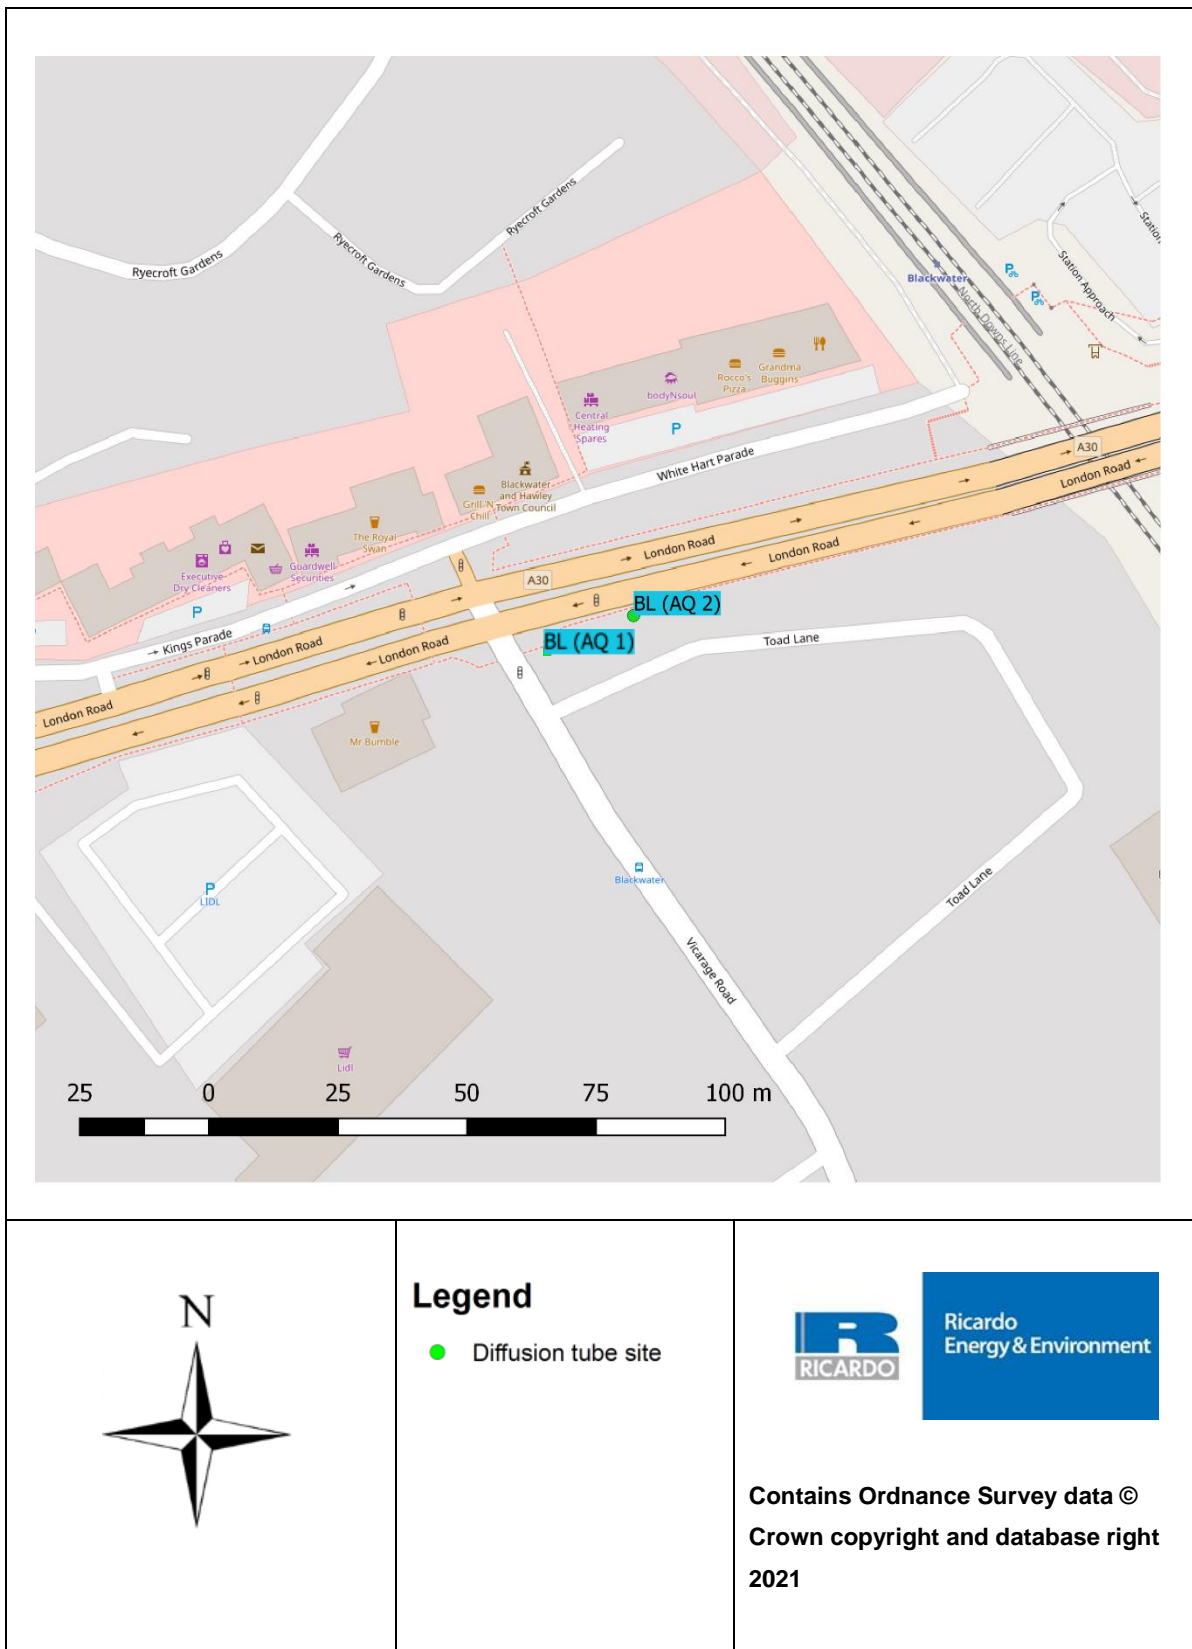 Ryecroft Gardens
Ryecroft Gardens
Ryecroft Gardens
Station
Station Approach
Blackwater
North Downs Line
Grandma
Buggins
Rocco's
Pizza
bodyNsoul
Central
Heating
Spares
P
White Hart Parade
A30
London Road
Blackwater
and Hawley
Town Council
Grill 'N'
Chill
The Royal
Swan
Guardwell
Securities
Executive
Dry Cleaners
P
Kings Parade
A30
London Road
London Road
London Road
London Road
London Road
BL (AQ 2)
BL (AQ 1)
Toad Lane
Mr Bumble
P
LIDL
Blackwater
Toad Lane
Vicarage Road
Lidl
25 0 25 50 75 100 m
N
Legend
Diffusion tube site
RICARDO
Ricardo
Energy & Environment
Contains Ordnance Survey data ©
Crown copyright and database right
2021